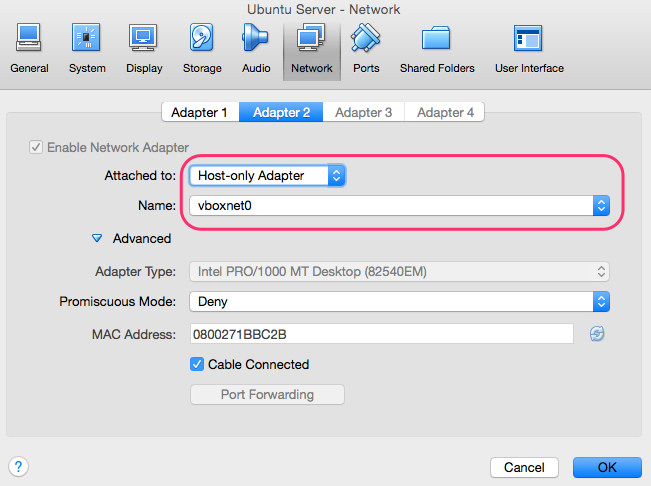 Ubuntu Server - Network
General System Display Storage Audio Network Ports Shared Folders User Interface
Adapter 1 Adapter 2 Adapter 3 Adapter 4
Enable Network Adapter
Attached to: Host-only Adapter
Name: vboxnet0
Advanced
Adapter Type: Intel PRO/1000 MT Desktop (82540EM)
Promiscuous Mode: Deny
MAC Address: 0800271BBC2B
Cable Connected
Port Forwarding
? Cancel OK